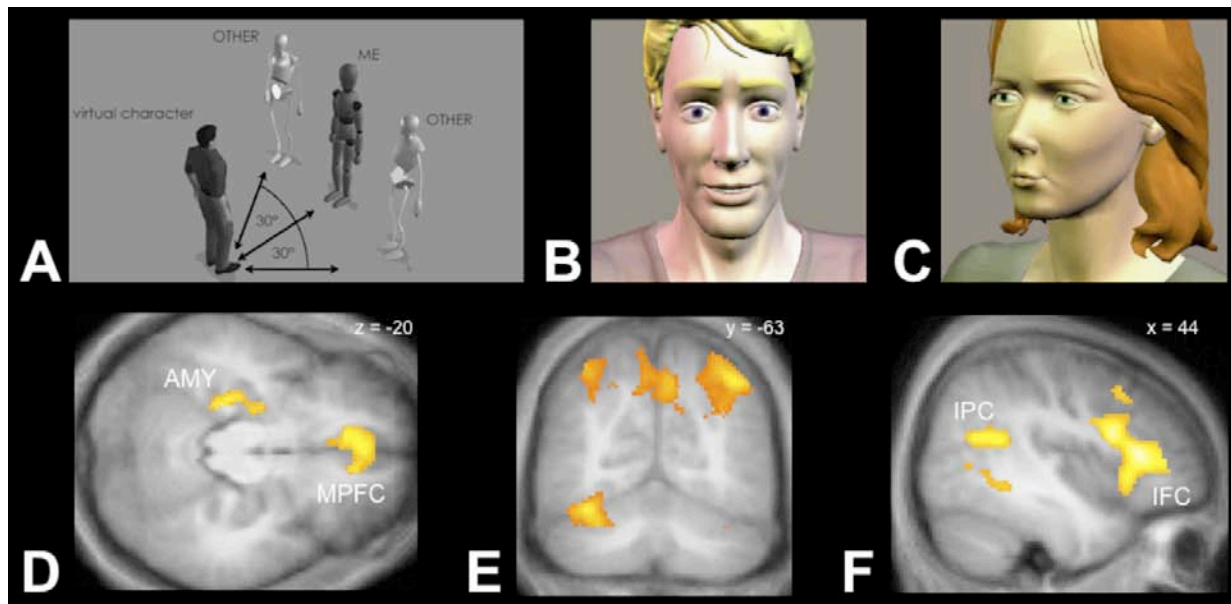 OTHER
ME
virtual character
OTHER
30°
30°
A
B
C
z = -20
AMY
MPFC
D
y = -63
E
x = 44
IPC
IFC
F